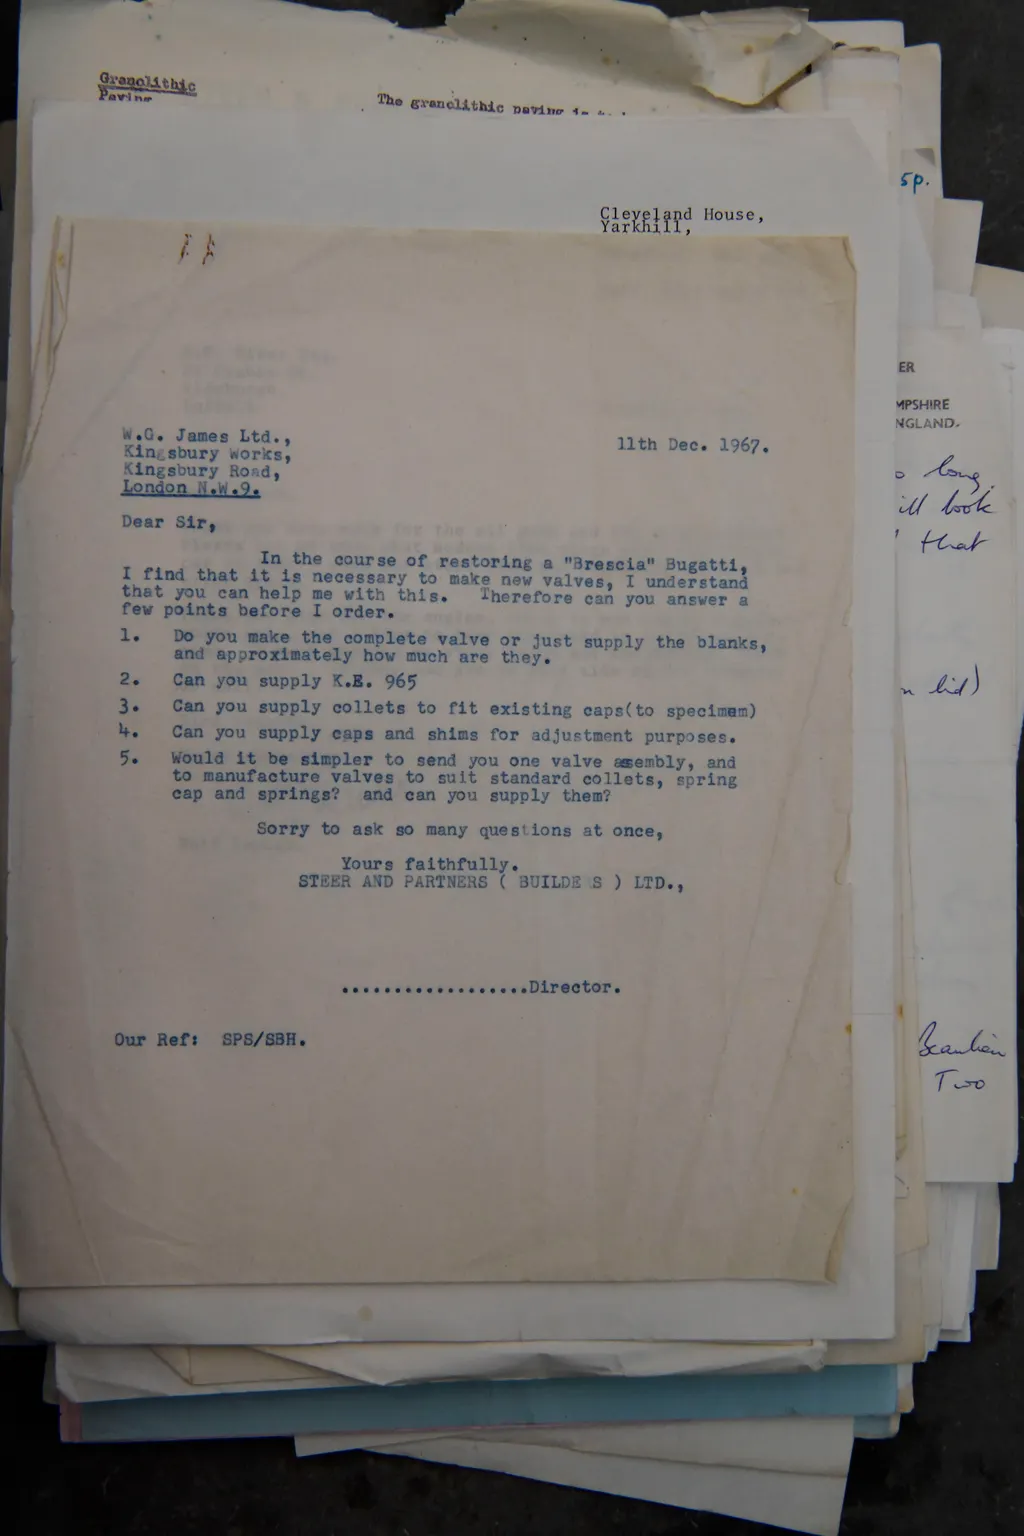 Granolithic
Paving
The granolithic paving is
5p.
Cleveland House,
Yarkhill,
ER
MPSHIRE
NGLAND.
long
ill look
that
lid)
Beaulieu
Two
W.G. James Ltd.,
Kingsbury Works,
Kingsbury Road,
London N.W.9.
11th Dec. 1967.
Dear Sir,
In the course of restoring a "Brescia" Bugatti,
I find that it is necessary to make new valves, I understand
that you can help me with this. Therefore can you answer a
few points before I order.
1. Do you make the complete valve or just supply the blanks,
and approximately how much are they.
2. Can you supply K.E. 965
3. Can you supply collets to fit existing caps(to specimem)
4. Can you supply caps and shims for adjustment purposes.
5. Would it be simpler to send you one valve assembly, and
to manufacture valves to suit standard collets, spring
cap and springs? and can you supply them?
Sorry to ask so many questions at once,
Yours faithfully.
STEER AND PARTNERS ( BUILDE S ) LTD.,
..................Director.
Our Ref: SPS/SBH.